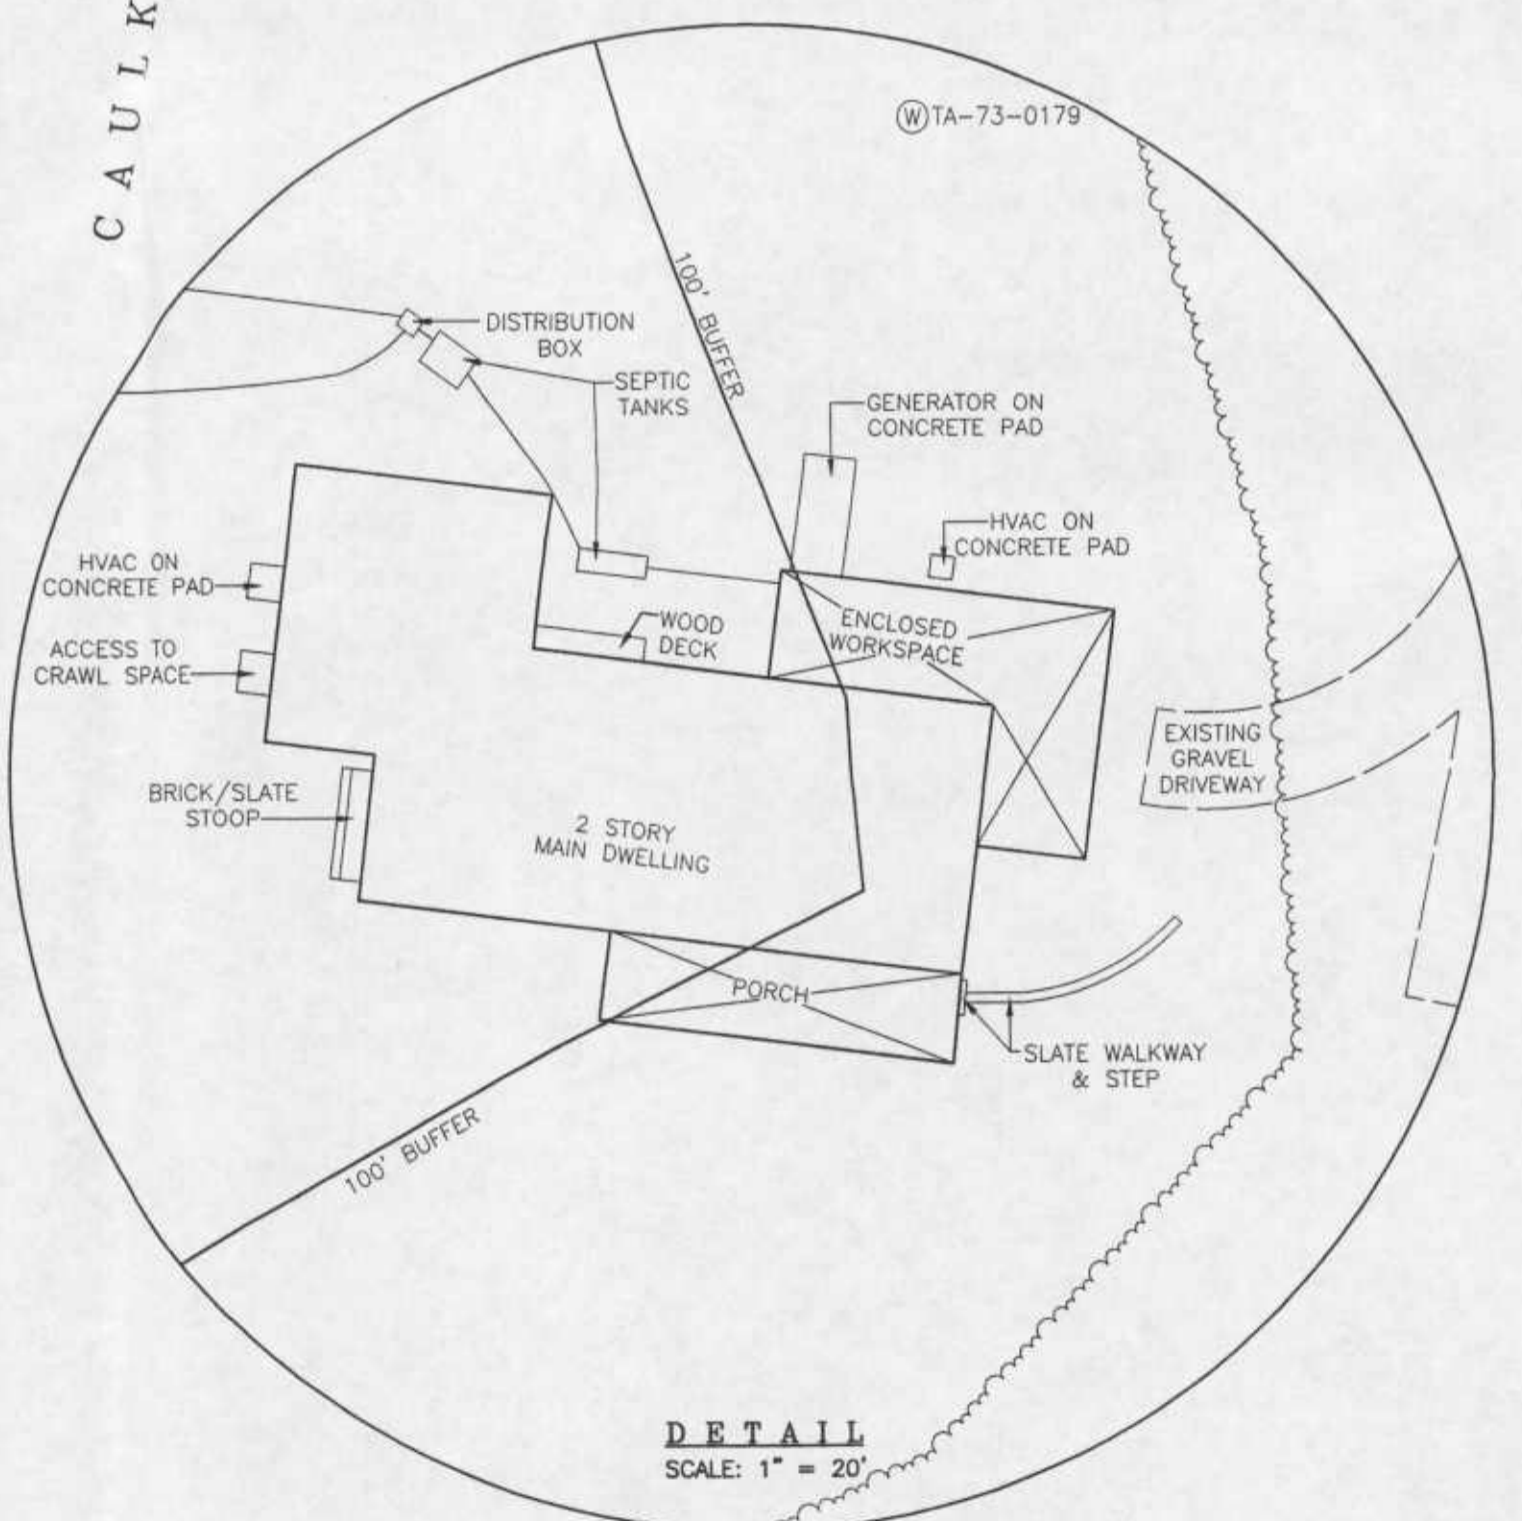 C A U L K
Ⓦ TA-73-0179
100' BUFFER
DISTRIBUTION
BOX
SEPTIC
TANKS
GENERATOR ON
CONCRETE PAD
HVAC ON
CONCRETE PAD
HVAC ON
CONCRETE PAD
WOOD
DECK
ENCLOSED
WORKSPACE
ACCESS TO
CRAWL SPACE
EXISTING
GRAVEL
DRIVEWAY
BRICK/SLATE
STOOP
2 STORY
MAIN DWELLING
PORCH
SLATE WALKWAY
& STEP
100' BUFFER
DETAIL
SCALE: 1" = 20'